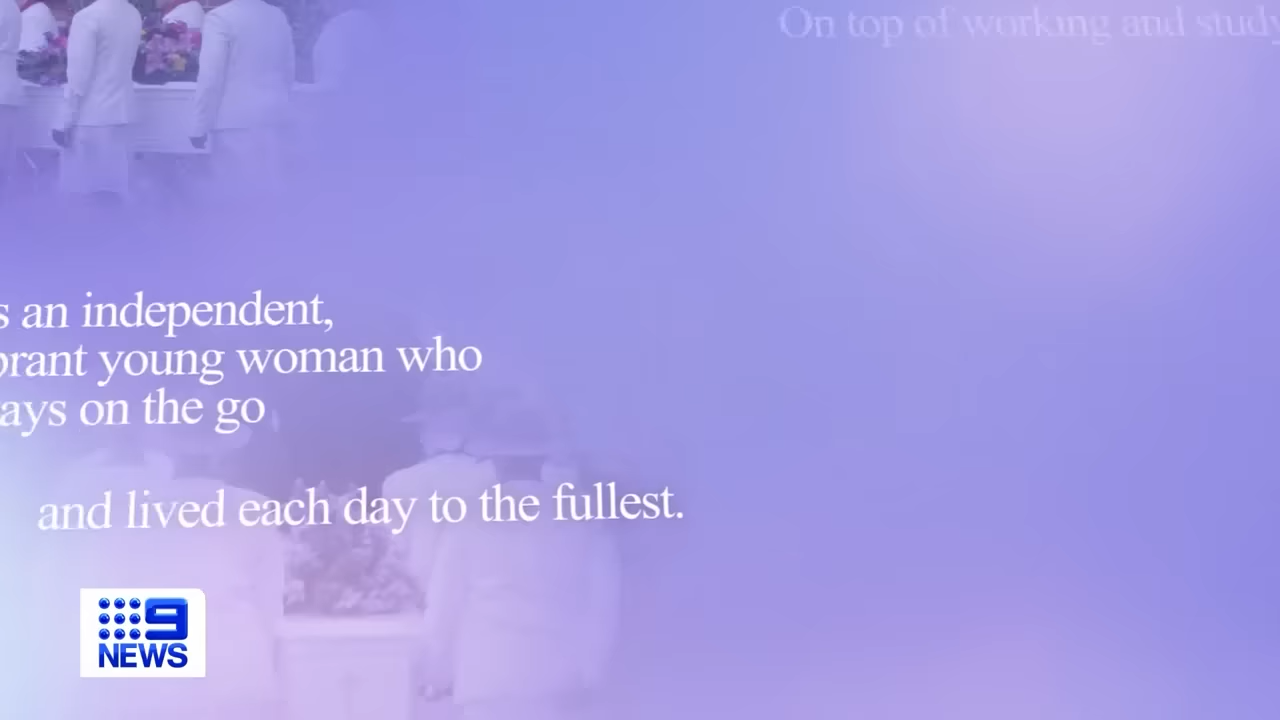 On top of working and study
s an independent,
rant young woman who
ays on the go
and lived each day to the fullest.
9
NEWS